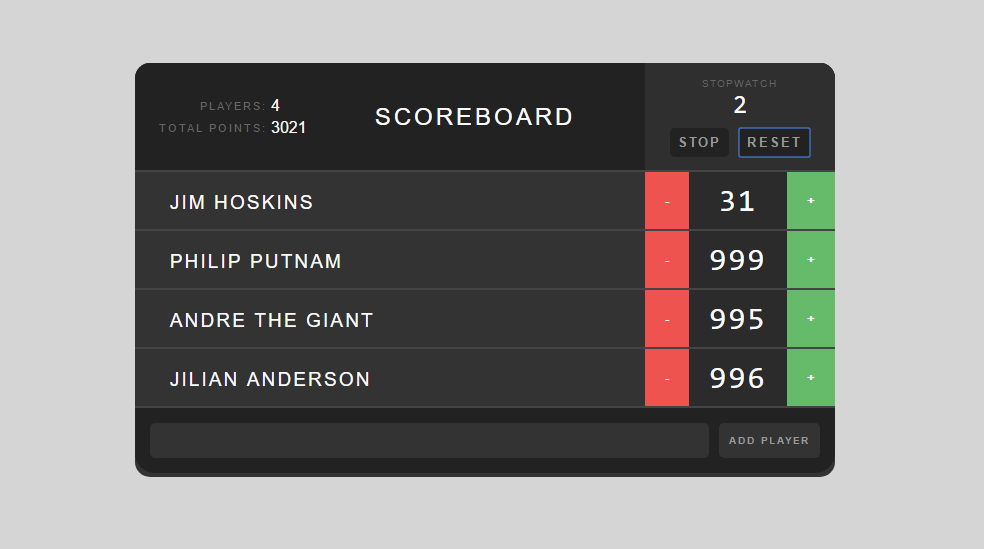 PLAYERS: 4
TOTAL POINTS: 3021
SCOREBOARD
STOPWATCH
2
STOP RESET
JIM HOSKINS - 31 +
PHILIP PUTNAM - 999 +
ANDRE THE GIANT - 995 +
JILIAN ANDERSON - 996 +
ADD PLAYER